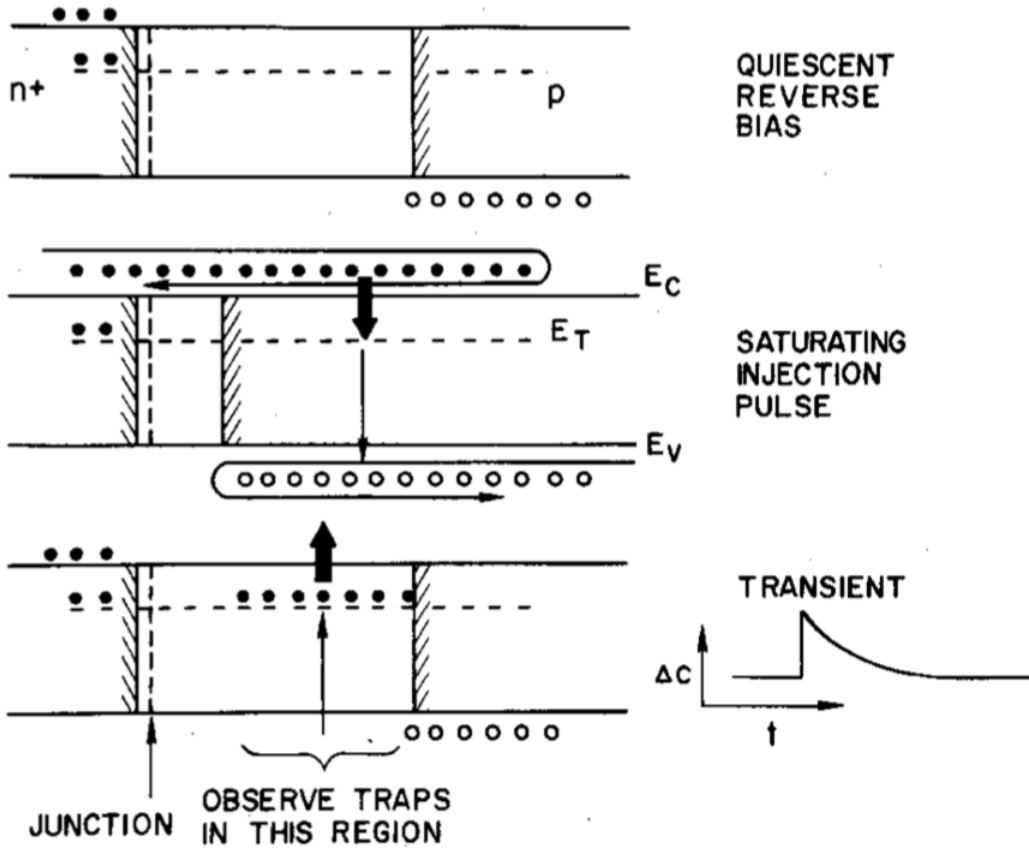 n+
p
QUIESCENT
REVERSE
BIAS
E_C
E_T
E_V
SATURATING
INJECTION
PULSE
TRANSIENT
ΔC
t
JUNCTION
OBSERVE TRAPS
IN THIS REGION